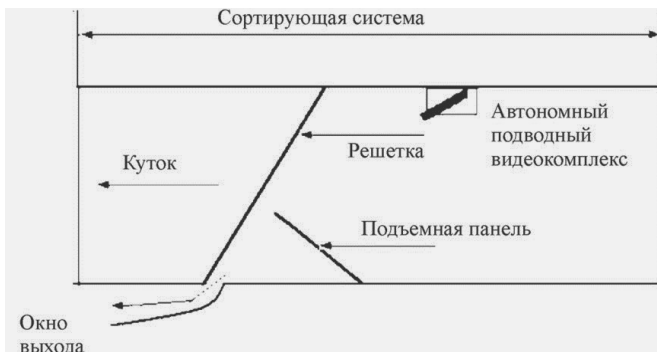 Сортирующая система
Автономный
подводный
видеокомплекс
Решетка
Куток
Подъемная панель
Окно
выхода